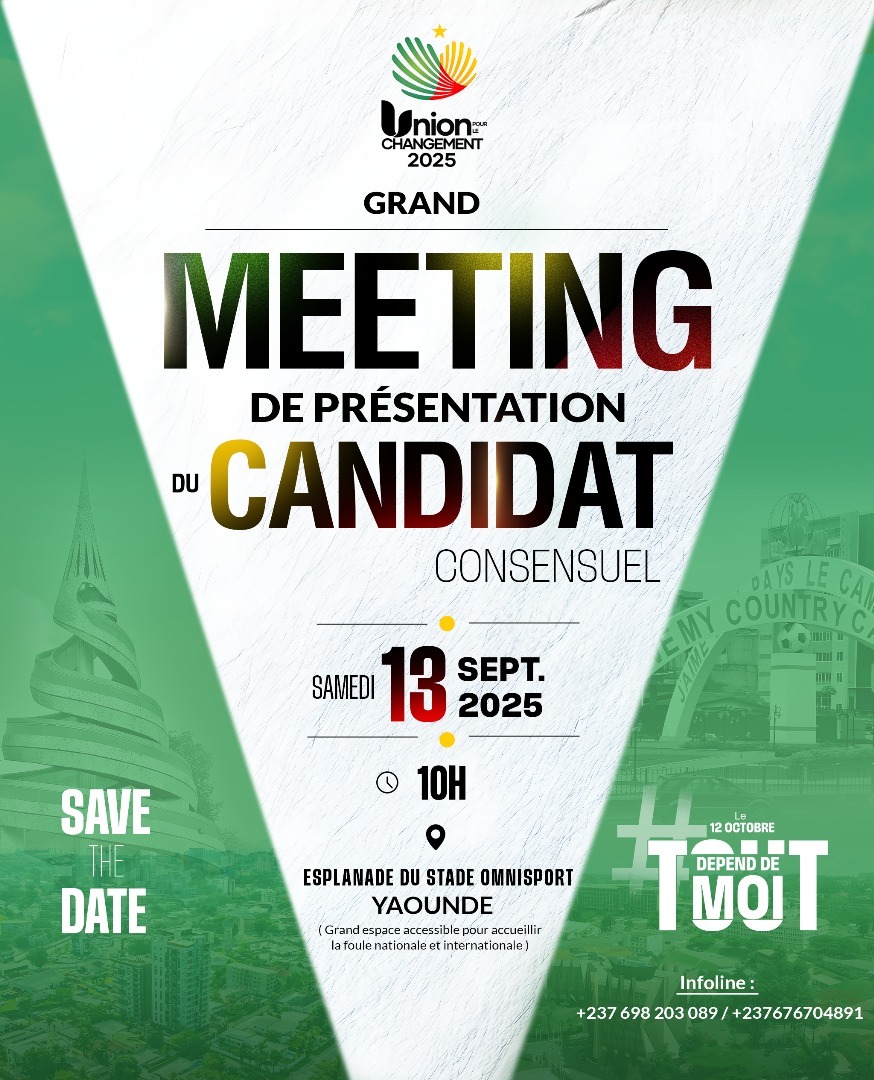 Union POUR LE
CHANGEMENT
2025
GRAND
MEETING
DE PRÉSENTATION
DU CANDIDAT
CONSENSUEL
SAMEDI 13 SEPT. 2025
10H
ESPLANADE DU STADE OMNISPORT
YAOUNDE
( Grand espace accessible pour accueillir
la foule nationale et internationale )
SAVE
THE
DATE
PAYS LE CAM
E MY COUNTRY CA
J'AIME
#
Le
12 OCTOBRE
TOUT
DEPEND DE
MOI
Infoline :
+237 698 203 089 / +237676704891